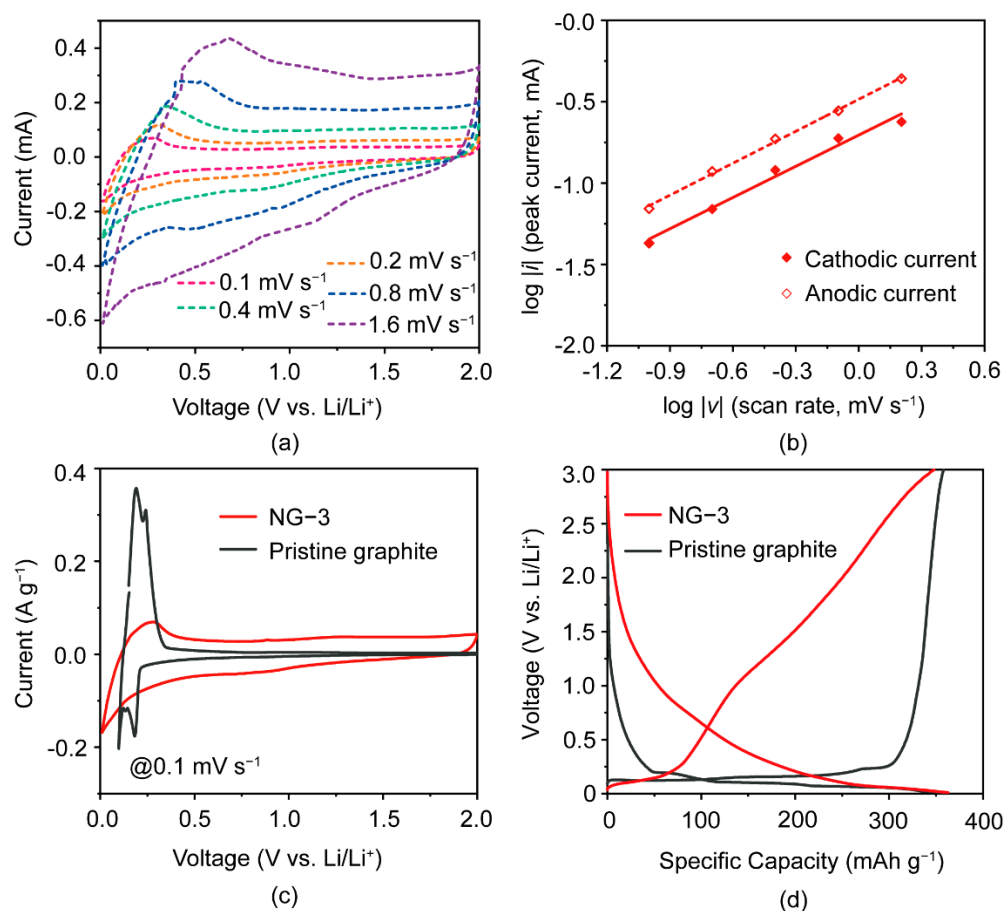 0.4
0.2
0.0
-0.2
-0.4
-0.6
Current (mA)
0.2 mV s⁻¹
0.1 mV s⁻¹
0.8 mV s⁻¹
0.4 mV s⁻¹
1.6 mV s⁻¹
0.0 0.5 1.0 1.5 2.0
Voltage (V vs. Li/Li⁺)
(a)
-0.0
-0.5
-1.0
-1.5
-2.0
log |i| (peak current, mA)
Cathodic current
Anodic current
-1.2 -0.9 -0.6 -0.3 0.0 0.3 0.6
log |v| (scan rate, mV s⁻¹)
(b)
0.4
0.2
0.0
-0.2
Current (A g⁻¹)
NG−3
Pristine graphite
@0.1 mV s⁻¹
0.0 0.5 1.0 1.5 2.0
Voltage (V vs. Li/Li⁺)
(c)
3.0
2.5
2.0
1.5
1.0
0.5
0
Voltage (V vs. Li/Li⁺)
NG−3
Pristine graphite
0 100 200 300 400
Specific Capacity (mAh g⁻¹)
(d)